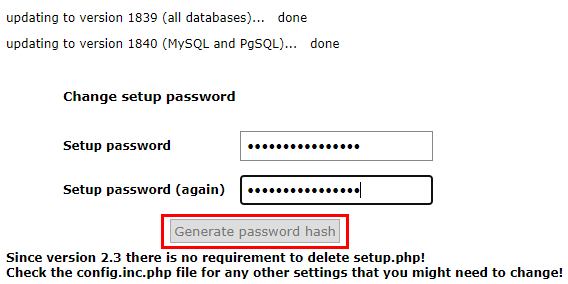 updating to version 1839 (all databases)... done
updating to version 1840 (MySQL and PgSQL)... done
Change setup password
Setup password ••••••••••••••••
Setup password (again) ••••••••••••••••
Generate password hash
Since version 2.3 there is no requirement to delete setup.php!
Check the config.inc.php file for any other settings that you might need to change!